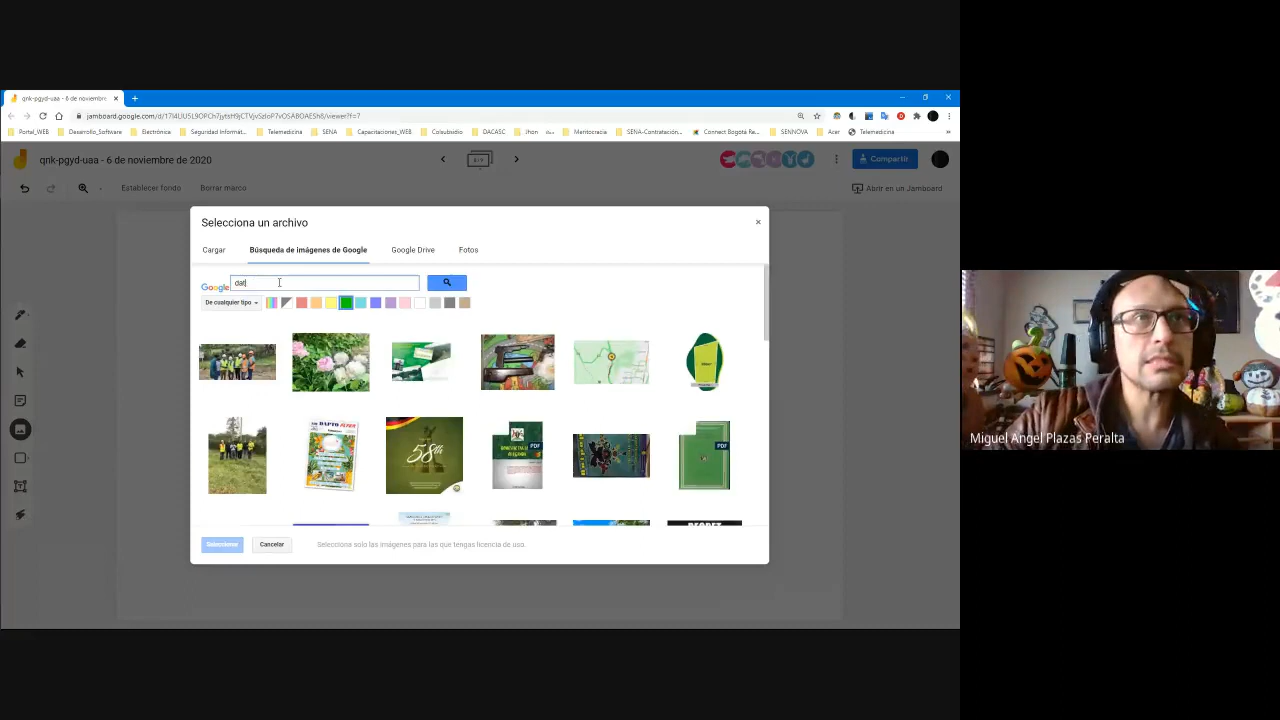 qnk-pgyd-uaa - 6 de noviembre
jamboard.google.com/d/17l4UU5L9OPCh7jytsH9jCTVjvSzloP7vOSABOAE5h8/viewer?f=7
Portal_WEB
Desarrollo_Software
Electrónica
Seguridad Informát...
Telemedicina
SENA
Capacitaciónes_WEB
Colsubsidio
DACASC
Jhon
Meritocracia
SENA-Contratación...
Connect Bogotá Re...
SENNOVA
Acer
Telemedicina
qnk-pgyd-uaa - 6 de noviembre de 2020
Compartir
Establecer fondo
Borrar marco
Abrir en un Jamboard
Selecciona un archivo
Cargar
Búsqueda de imágenes de Google
Google Drive
Fotos
Google
dat
De cualquier tipo
58th
PDF
PDF
Seleccionar
Cancelar
Selecciona solo las imágenes para las que tengas licencia de uso.
Miguel Angel Plazas Peralta